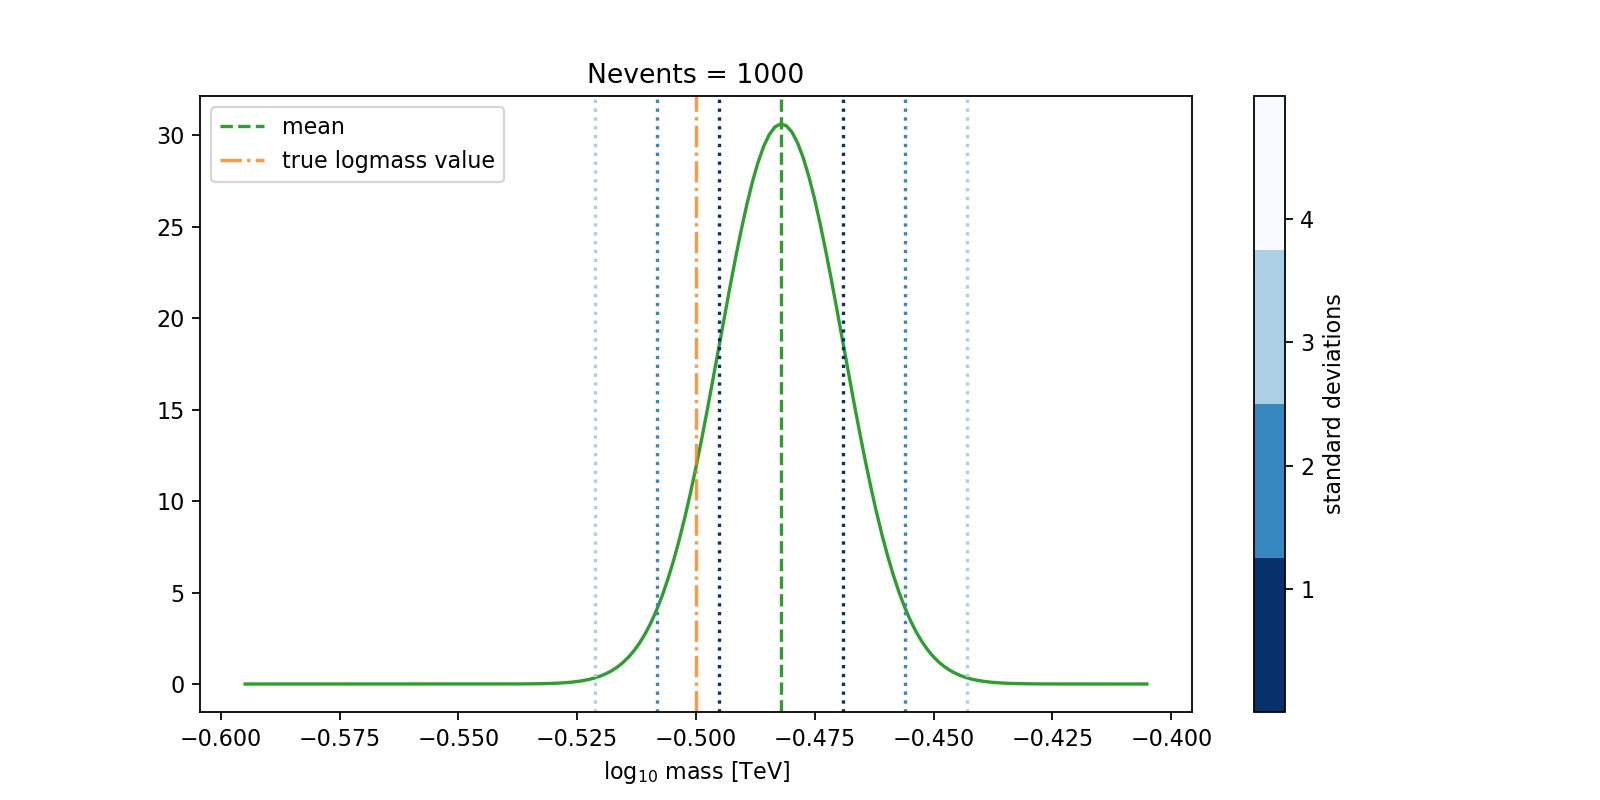 Nevents = 1000
mean
true logmass value
30
25
20
15
10
5
0
−0.600 −0.575 −0.550 −0.525 −0.500 −0.475 −0.450 −0.425 −0.400
log₁₀ mass [TeV]
4
3
2
1
standard deviations